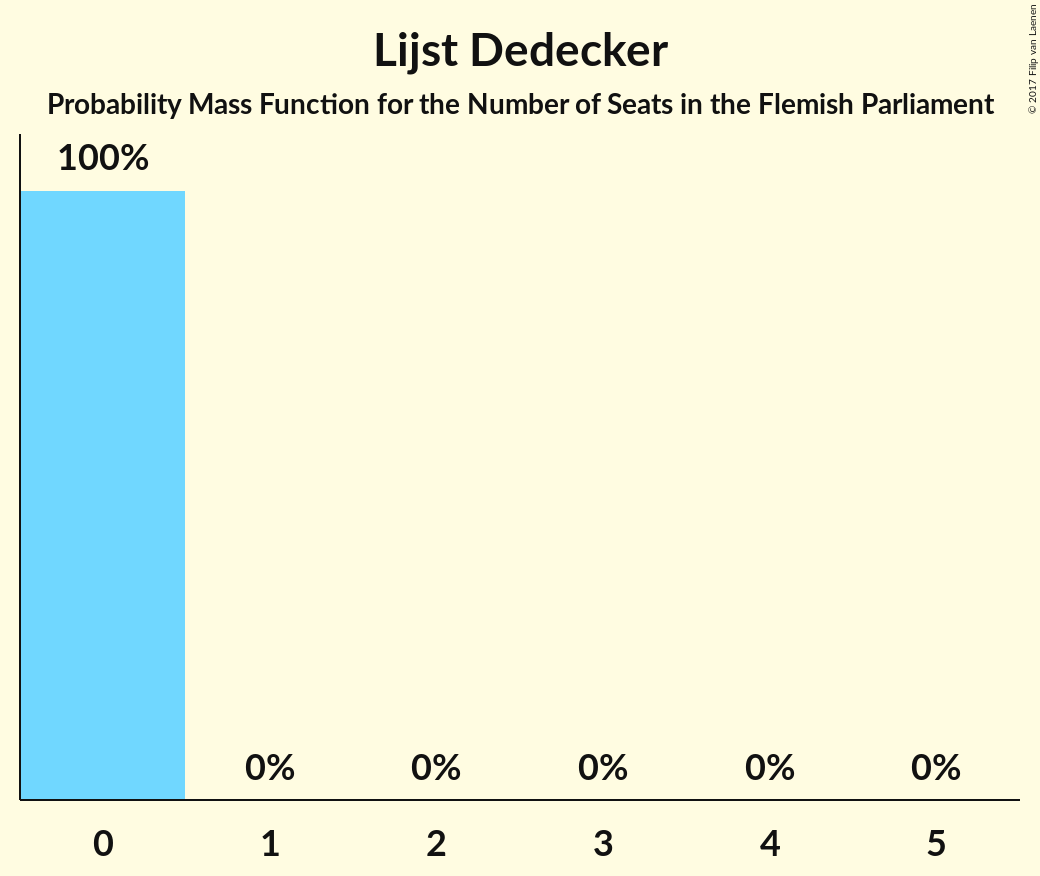 Lijst Dedecker
Probability Mass Function for the Number of Seats in the Flemish Parliament
© 2017 Filip van Laenen
100%
0% 0% 0% 0% 0%
0 1 2 3 4 5